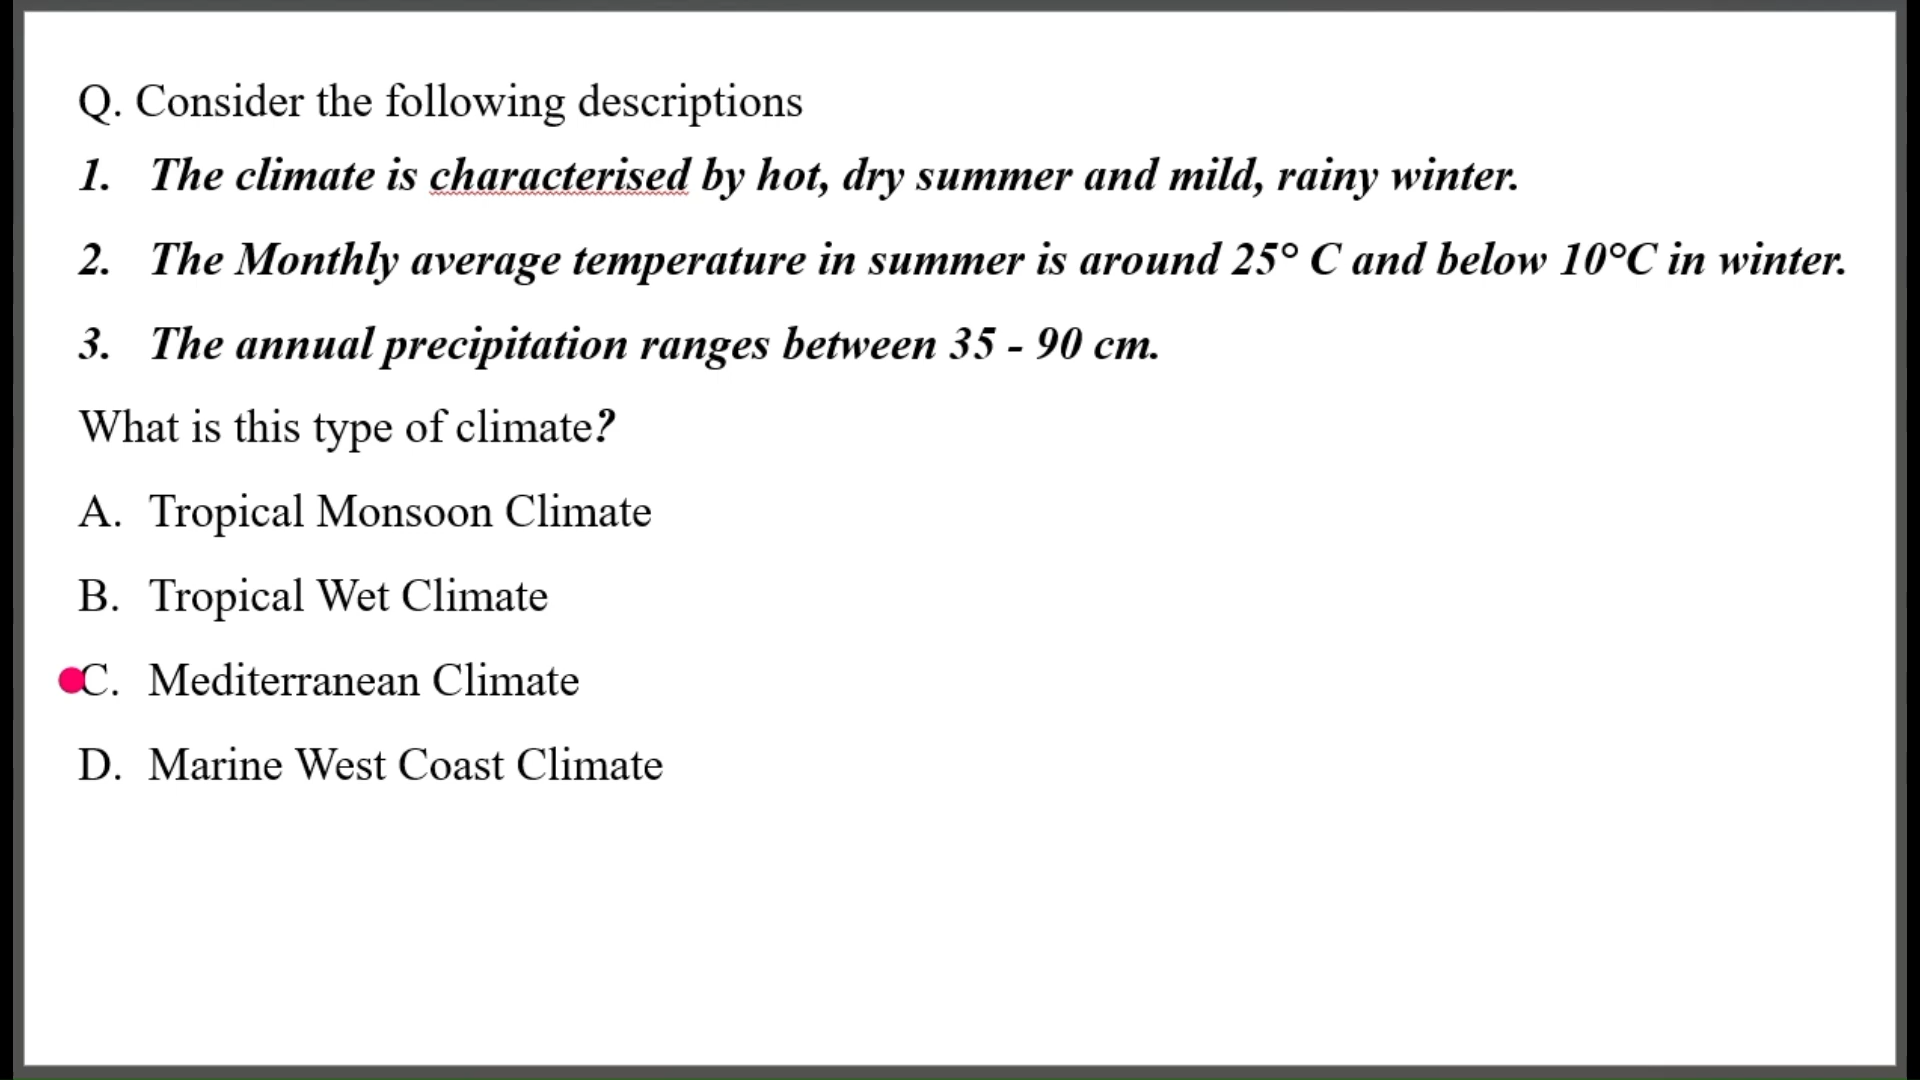 Q. Consider the following descriptions
1. The climate is characterised by hot, dry summer and mild, rainy winter.
2. The Monthly average temperature in summer is around 25° C and below 10°C in winter.
3. The annual precipitation ranges between 35 - 90 cm.
What is this type of climate?
A. Tropical Monsoon Climate
B. Tropical Wet Climate
C. Mediterranean Climate
D. Marine West Coast Climate